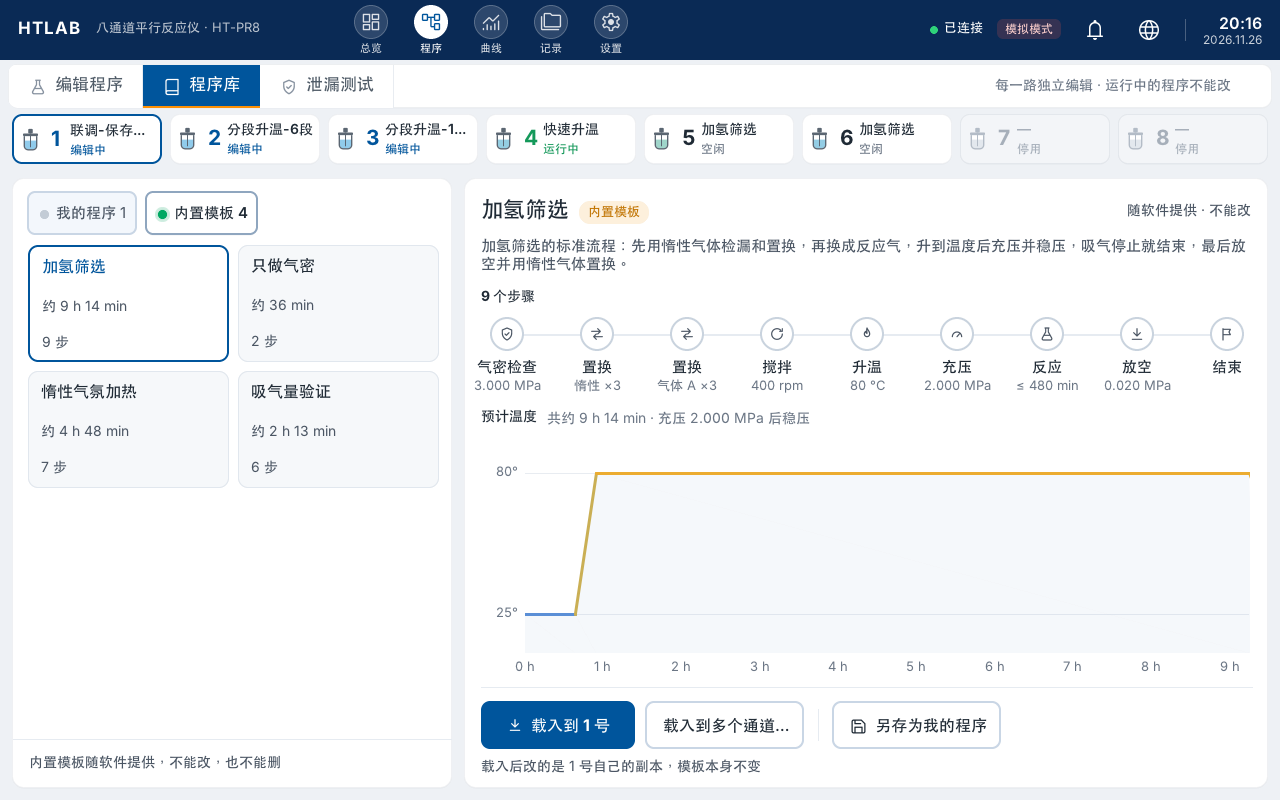 HTLAB 八通道平行反应仪 · HT-PR8
总览 程序 曲线 记录 设置
已连接 模拟模式
20:16
2026.11.26
编辑程序 程序库 泄漏测试
每一路独立编辑 · 运行中的程序不能改
1 联调-保存... 编辑中
2 分段升温-6段 编辑中
3 分段升温-1... 编辑中
4 快速升温 运行中
5 加氢筛选 空闲
6 加氢筛选 空闲
7 — 停用
8 — 停用
我的程序 1 内置模板 4
加氢筛选
约 9 h 14 min
9 步
只做气密
约 36 min
2 步
惰性气氛加热
约 4 h 48 min
7 步
吸气量验证
约 2 h 13 min
6 步
内置模板随软件提供，不能改，也不能删
加氢筛选 内置模板
随软件提供 · 不能改
加氢筛选的标准流程：先用惰性气体检漏和置换，再换成反应气，升到温度后充压并稳压，吸气停止就结束，最后放
空并用惰性气体置换。
9 个步骤
气密检查 置换 置换 搅拌 升温 充压 反应 放空 结束
3.000 MPa 惰性 ×3 气体 A ×3 400 rpm 80 °C 2.000 MPa ≤ 480 min 0.020 MPa
预计温度 共约 9 h 14 min · 充压 2.000 MPa 后稳压
80°
25°
0 h 1 h 2 h 3 h 4 h 5 h 6 h 7 h 8 h 9 h
载入到 1 号 载入到多个通道... 另存为我的程序
载入后改的是 1 号自己的副本，模板本身不变